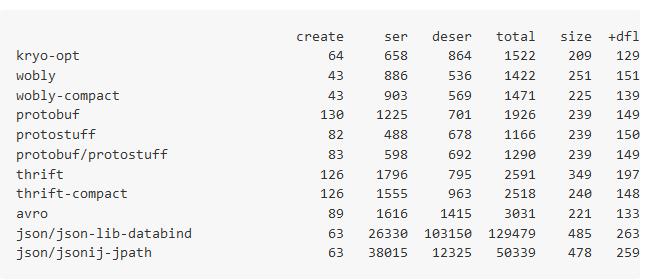 create ser deser total size +dfl
kryo-opt 64 658 864 1522 209 129
wobly 43 886 536 1422 251 151
wobly-compact 43 903 569 1471 225 139
protobuf 130 1225 701 1926 239 149
protostuff 82 488 678 1166 239 150
protobuf/protostuff 83 598 692 1290 239 149
thrift 126 1796 795 2591 349 197
thrift-compact 126 1555 963 2518 240 148
avro 89 1616 1415 3031 221 133
json/json-lib-databind 63 26330 103150 129479 485 263
json/jsonij-jpath 63 38015 12325 50339 478 259